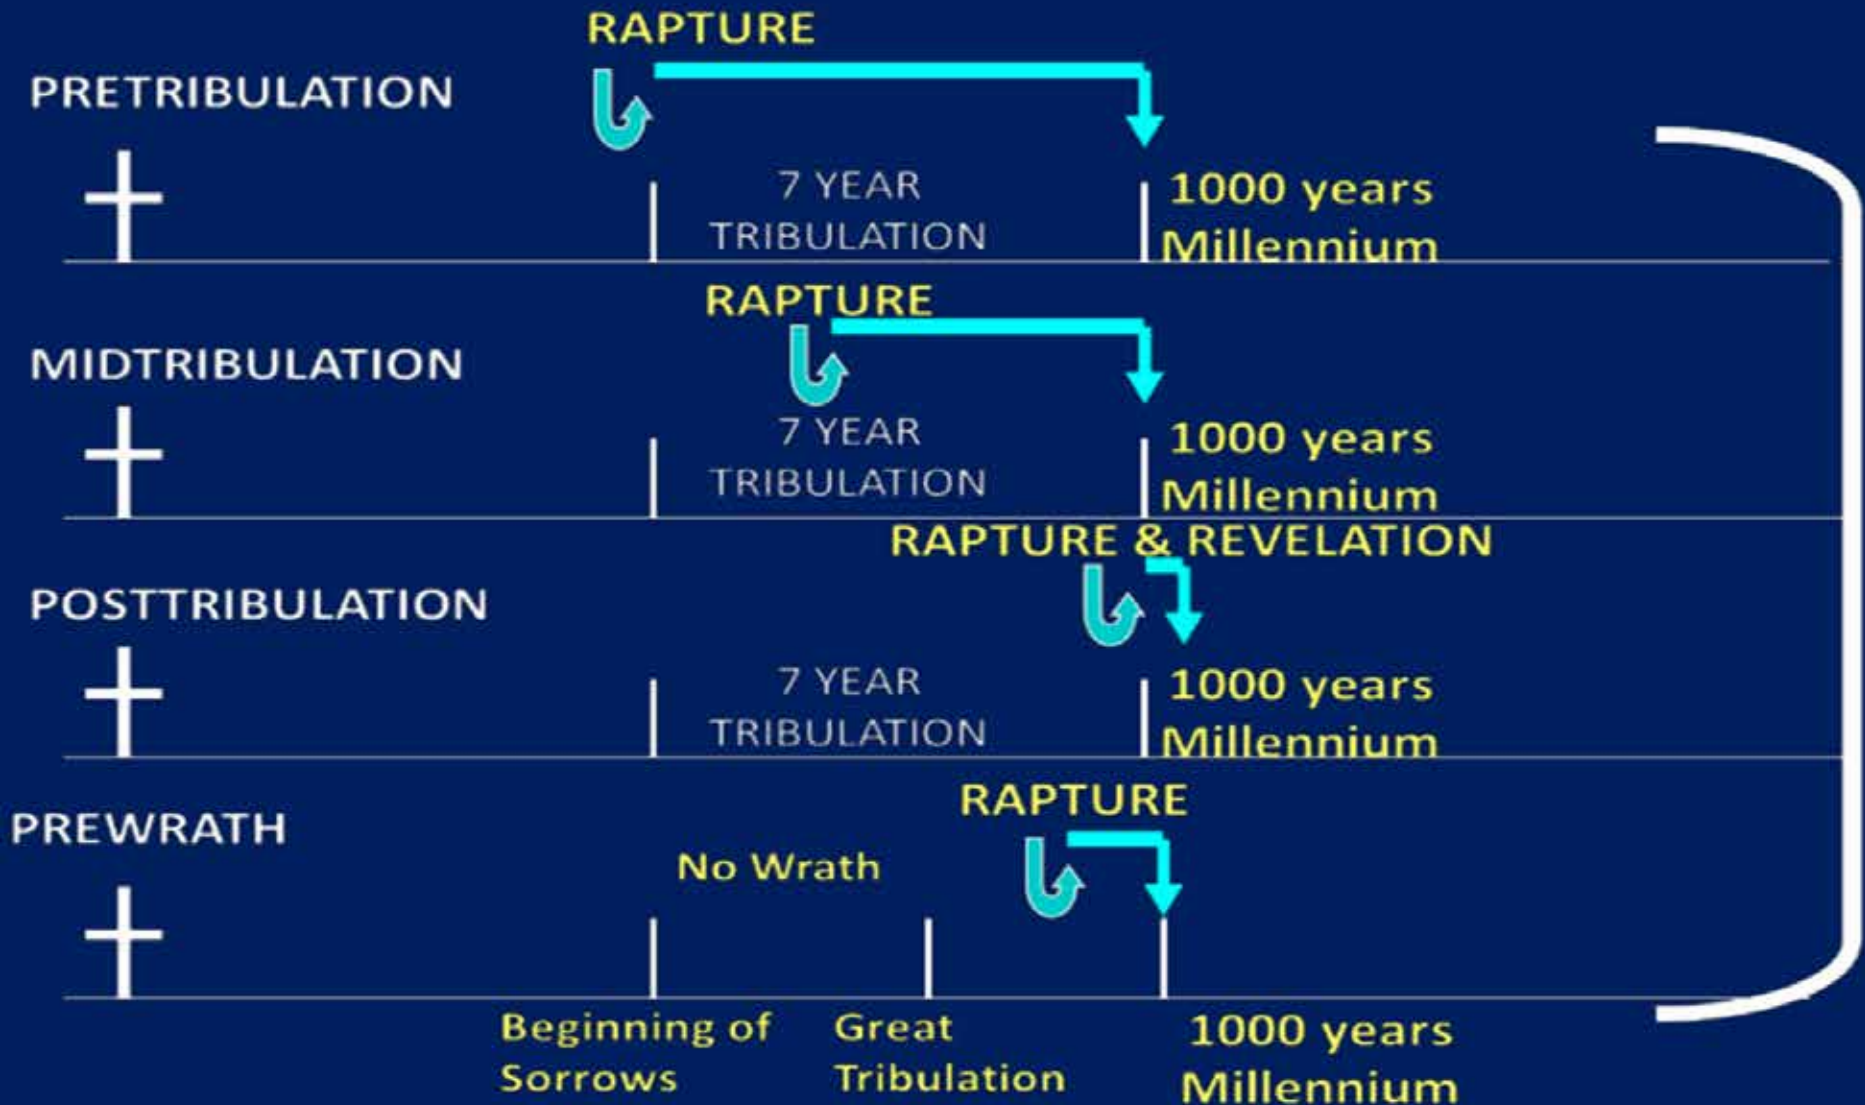 RAPTURE
PRETRIBULATION
7 YEAR
TRIBULATION
1000 years
Millennium
RAPTURE
MIDTRIBULATION
7 YEAR
TRIBULATION
1000 years
Millennium
RAPTURE & REVELATION
POSTTRIBULATION
7 YEAR
TRIBULATION
1000 years
Millennium
RAPTURE
PREWRATH
No Wrath
Beginning of
Sorrows
Great
Tribulation
1000 years
Millennium